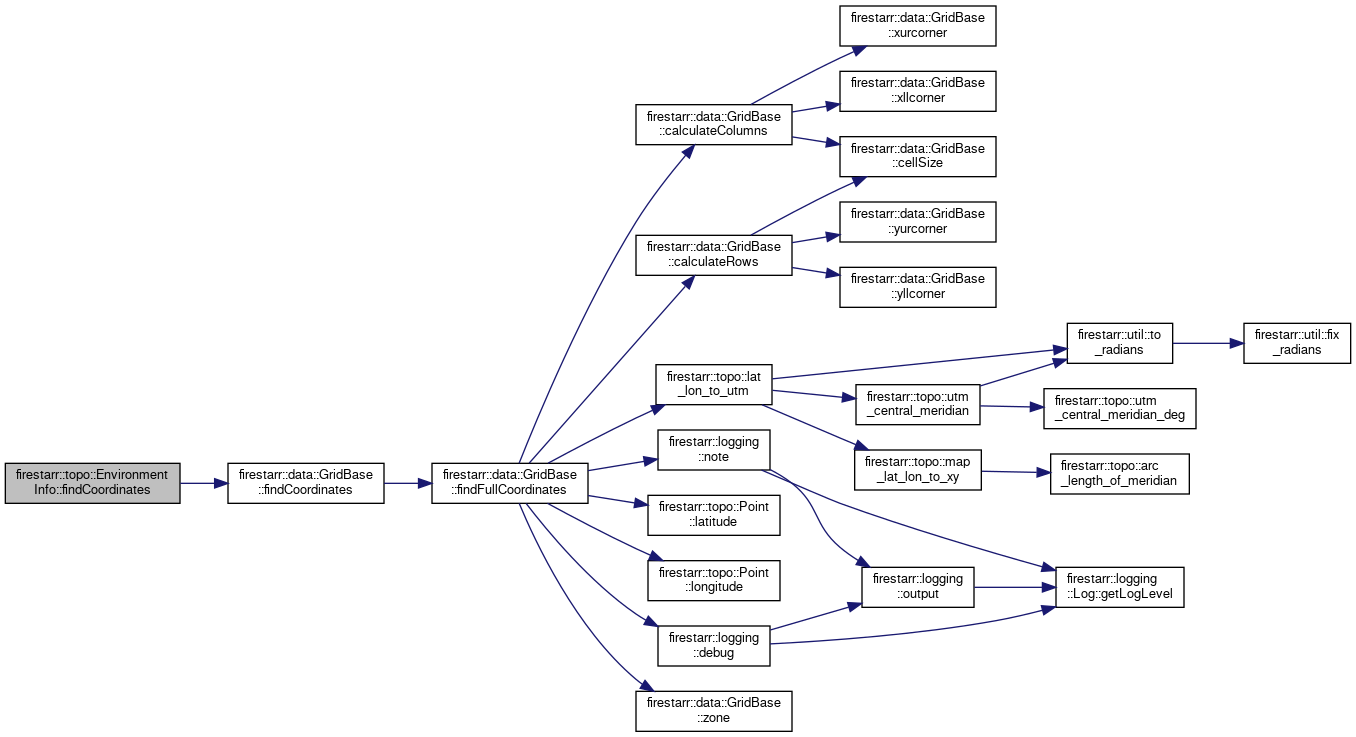 firestarr::topo::Environment
Info::findCoordinates
firestarr::data::GridBase
::findCoordinates
firestarr::data::GridBase
::findFullCoordinates
firestarr::data::GridBase
::calculateColumns
firestarr::data::GridBase
::xurcorner
firestarr::data::GridBase
::xllcorner
firestarr::data::GridBase
::cellSize
firestarr::data::GridBase
::calculateRows
firestarr::data::GridBase
::yurcorner
firestarr::data::GridBase
::yllcorner
firestarr::topo::lat
_lon_to_utm
firestarr::util::to
_radians
firestarr::util::fix
_radians
firestarr::topo::utm
_central_meridian
firestarr::topo::utm
_central_meridian_deg
firestarr::topo::map
_lat_lon_to_xy
firestarr::topo::arc
_length_of_meridian
firestarr::logging
::note
firestarr::topo::Point
::latitude
firestarr::topo::Point
::longitude
firestarr::logging
::output
firestarr::logging
::Log::getLogLevel
firestarr::logging
::debug
firestarr::data::GridBase
::zone